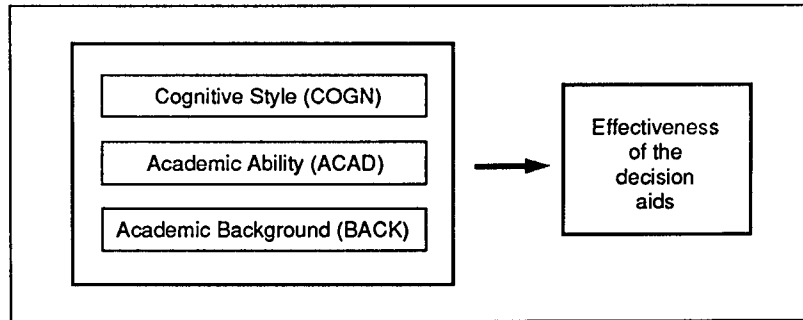 Cognitive Style (COGN)
Academic Ability (ACAD)
Academic Background (BACK)
Effectiveness
of the
decision
aids